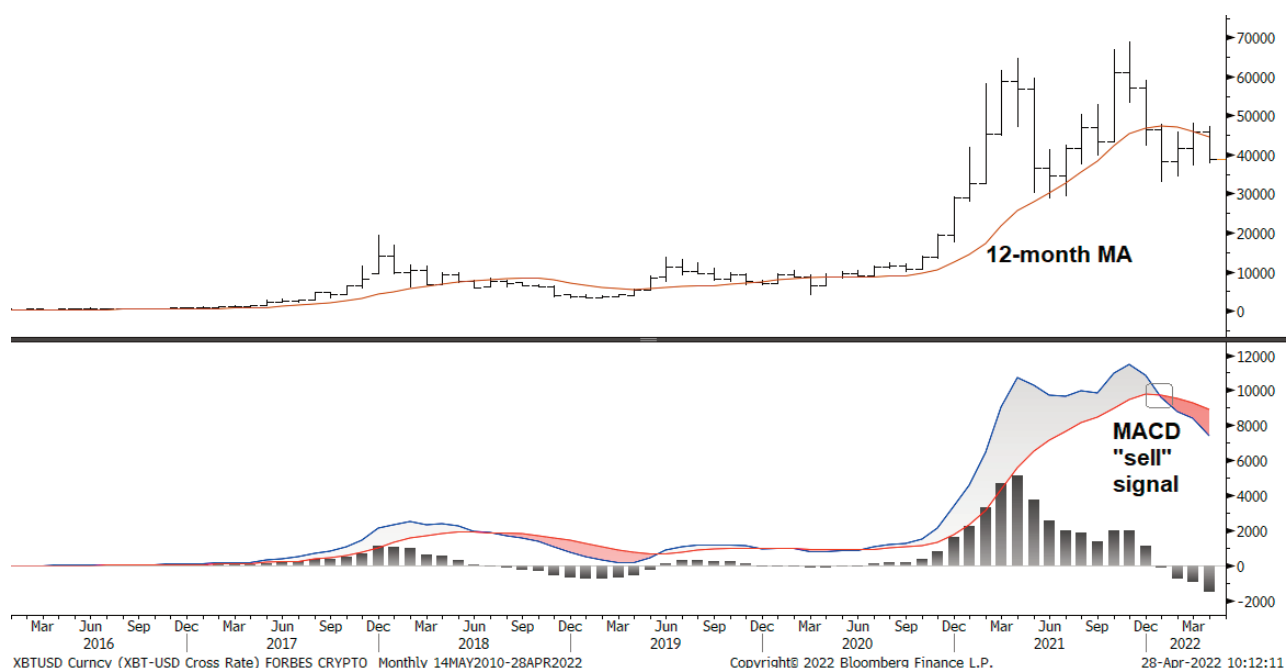 70000
60000
50000
40000
30000
20000
10000
0
12-month MA
12000
10000
8000
6000
4000
2000
0
-2000
MACD
"sell"
signal
Mar Jun Sep Dec Mar Jun Sep Dec Mar Jun Sep Dec Mar Jun Sep Dec Mar Jun Sep Dec Mar Jun Sep Dec Mar
2016 2017 2018 2019 2020 2021 2022
XBTUSD Curncy (XBT-USD Cross Rate) FORBES CRYPTO Monthly 14MAY2010-28APR2022 Copyright© 2022 Bloomberg Finance L.P. 28-Apr-2022 10:12:11